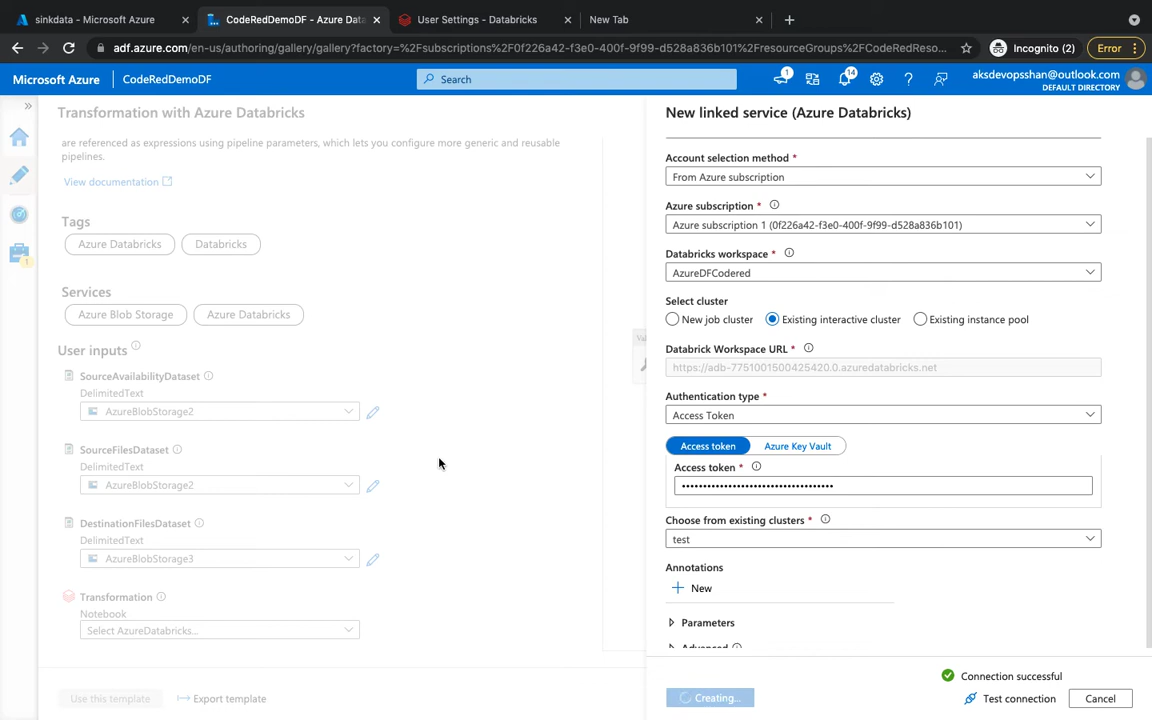 sinkdata - Microsoft Azure
CodeRedDemoDF - Azure Data
User Settings - Databricks
New Tab
adf.azure.com/en-us/authoring/gallery/gallery?factory=%2Fsubscriptions%2F0f226a42-f3e0-400f-9f99-d528a836b101%2FresourceGroups%2FCodeRedReso...
Incognito (2)
Error
Microsoft Azure
CodeRedDemoDF
Search
1
14
aksdevopsshan@outlook.com
DEFAULT DIRECTORY
Transformation with Azure Databricks
are referenced as expressions using pipeline parameters, which lets you configure more generic and reusable
pipelines.
View documentation
Tags
Azure Databricks
Databricks
Services
Azure Blob Storage
Azure Databricks
User inputs
SourceAvailabilityDataset
DelimitedText
AzureBlobStorage2
SourceFilesDataset
DelimitedText
AzureBlobStorage2
DestinationFilesDataset
DelimitedText
AzureBlobStorage3
Transformation
Notebook
Select AzureDatabricks...
Use this template
Export template
New linked service (Azure Databricks)
Account selection method *
From Azure subscription
Azure subscription *
Azure subscription 1 (0f226a42-f3e0-400f-9f99-d528a836b101)
Databricks workspace *
AzureDFCodered
Select cluster
New job cluster
Existing interactive cluster
Existing instance pool
Databrick Workspace URL *
https://adb-7751001500425420.0.azuredatabricks.net
Authentication type *
Access Token
Access token
Azure Key Vault
Access token *
••••••••••••••••••••••••••••••••••••
Choose from existing clusters *
test
Annotations
New
Parameters
Advanced
Connection successful
Creating...
Test connection
Cancel